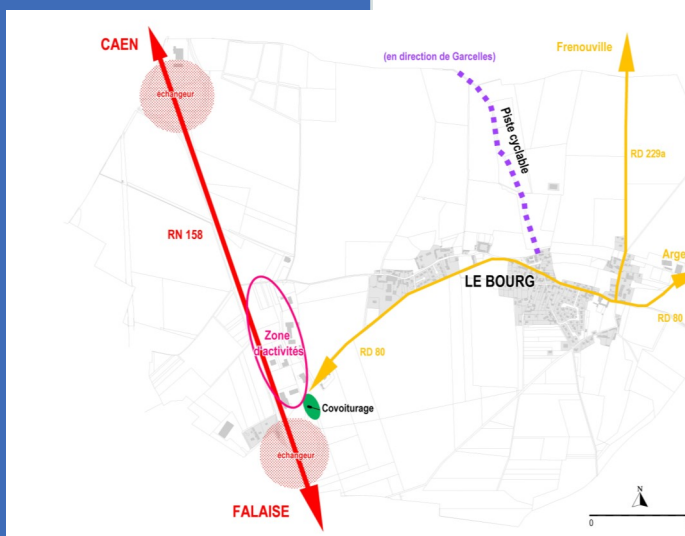 CAEN
échangeur
(en direction de Garcelles)
Frenouville
Piste cyclable
RD 229a
RN 158
LE BOURG
Arge
RD 80
Zone
d'activités
RD 80
Covoiturage
échangeur
FALAISE
N
0